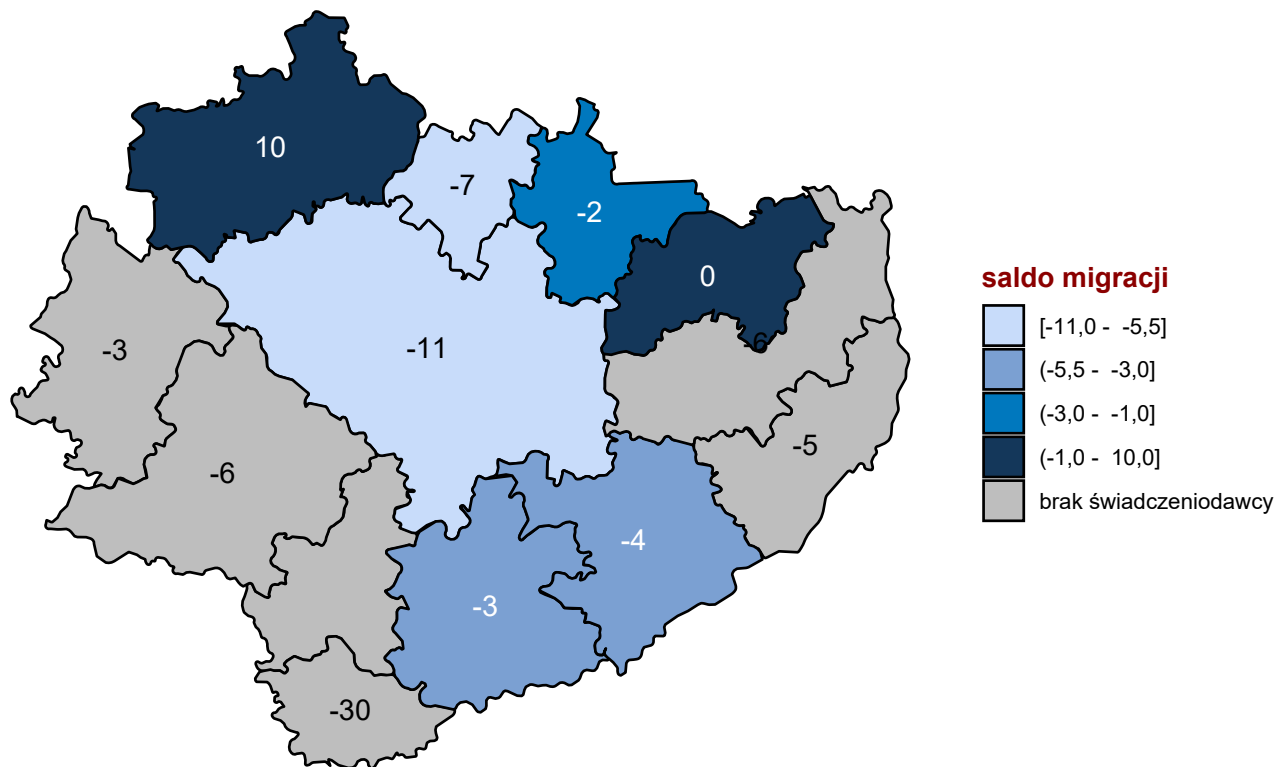 10
-7
-2
0
-3
-11
-6
-5
-6
-4
-3
-30
saldo migracji
[-11,0 -  -5,5]
(-5,5 -  -3,0]
(-3,0 -  -1,0]
(-1,0 -  10,0]
brak świadczeniodawcy